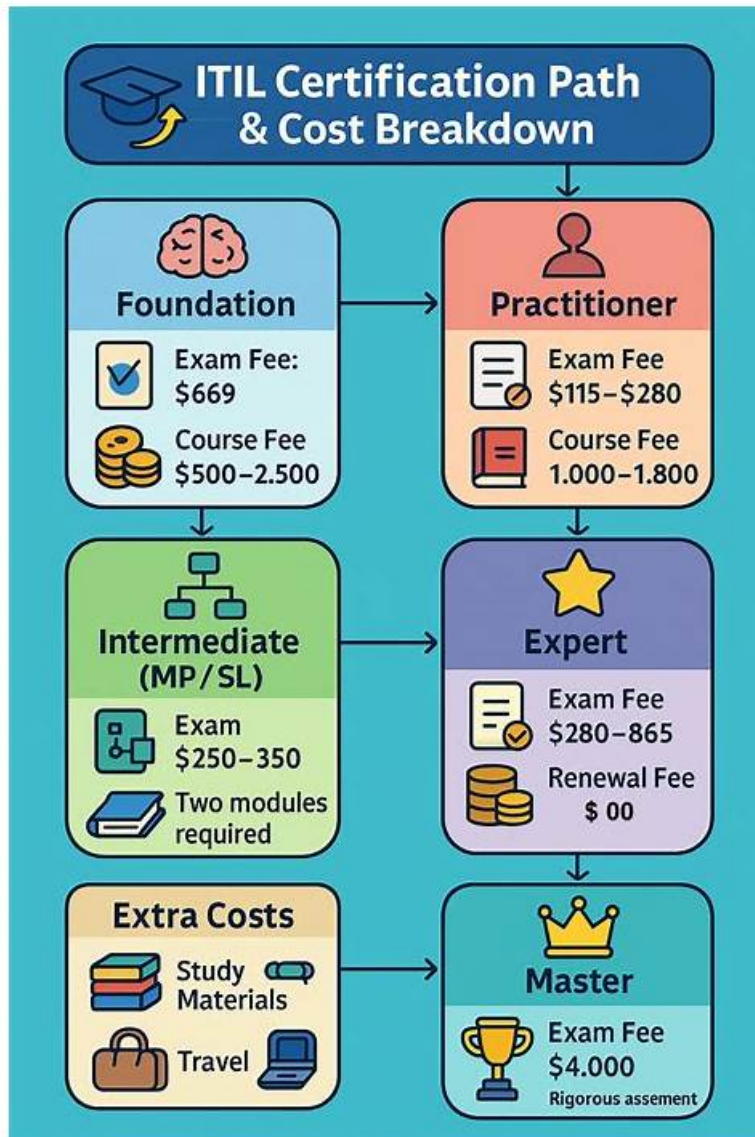 ITIL Certification Path
& Cost Breakdown
Foundation
Exam Fee:
$669
Course Fee
$500–2.500
Practitioner
Exam Fee
$115–$280
Course Fee
1.000–1.800
Intermediate
(MP/SL)
Exam
$250–350
Two modules
required
Expert
Exam Fee
$280–865
Renewal Fee
$ 00
Extra Costs
Study
Materials
Travel
Master
Exam Fee
$4.000
Rigorous assement